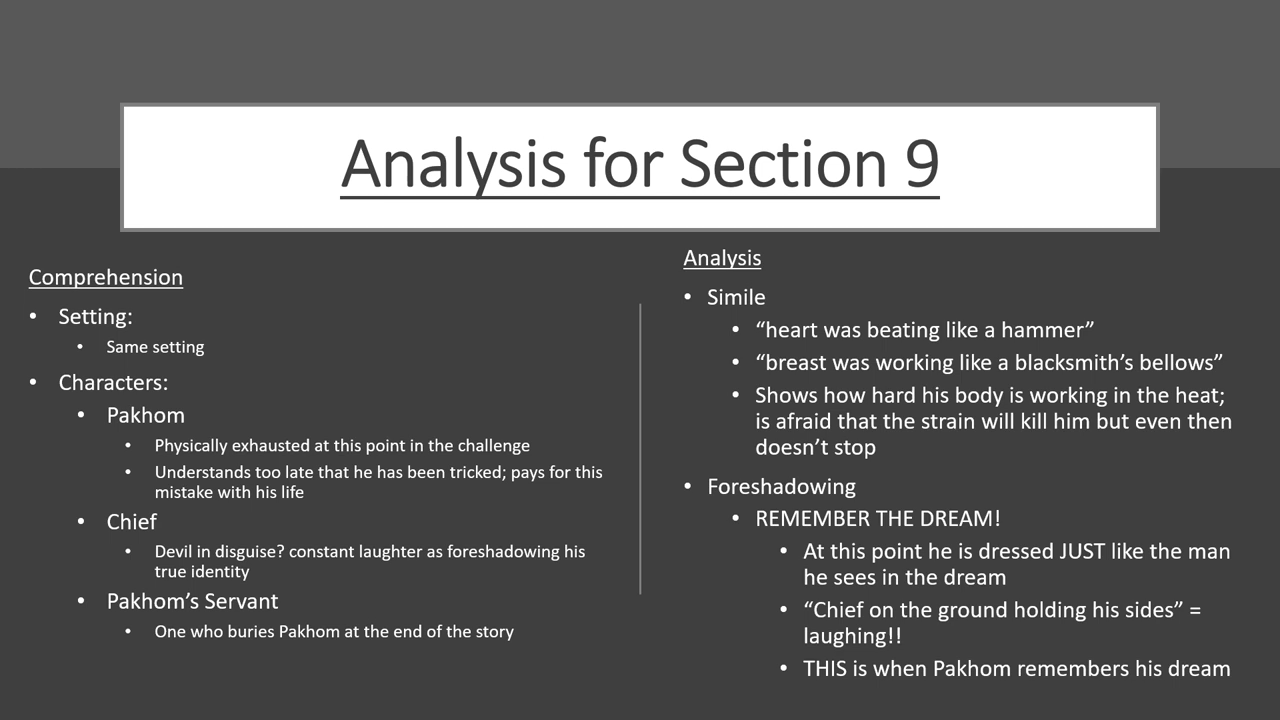 Analysis for Section 9
Comprehension
• Setting:
• Same setting
• Characters:
• Pakhom
• Physically exhausted at this point in the challenge
• Understands too late that he has been tricked; pays for this
mistake with his life
• Chief
• Devil in disguise? constant laughter as foreshadowing his
true identity
• Pakhom’s Servant
• One who buries Pakhom at the end of the story
Analysis
• Simile
• “heart was beating like a hammer”
• “breast was working like a blacksmith’s bellows”
• Shows how hard his body is working in the heat;
is afraid that the strain will kill him but even then
doesn’t stop
• Foreshadowing
• REMEMBER THE DREAM!
• At this point he is dressed JUST like the man
he sees in the dream
• “Chief on the ground holding his sides” =
laughing!!
• THIS is when Pakhom remembers his dream